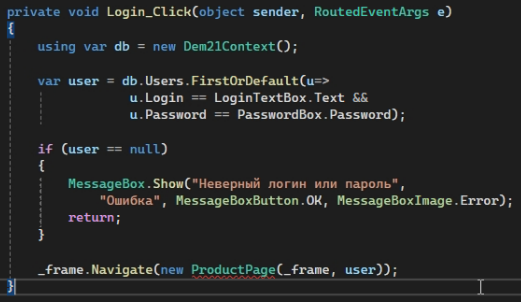 private void Login_Click(object sender, RoutedEventArgs e)
{
    using var db = new Dem21Context();
    var user = db.Users.FirstOrDefault(u=>
            u.Login == LoginTextBox.Text &&
            u.Password == PasswordBox.Password);
    if (user == null)
    {
        MessageBox.Show("Неверный логин или пароль",
            "Ошибка", MessageBoxButton.OK, MessageBoxImage.Error);
        return;
    }
    _frame.Navigate(new ProductPage(_frame, user));
}